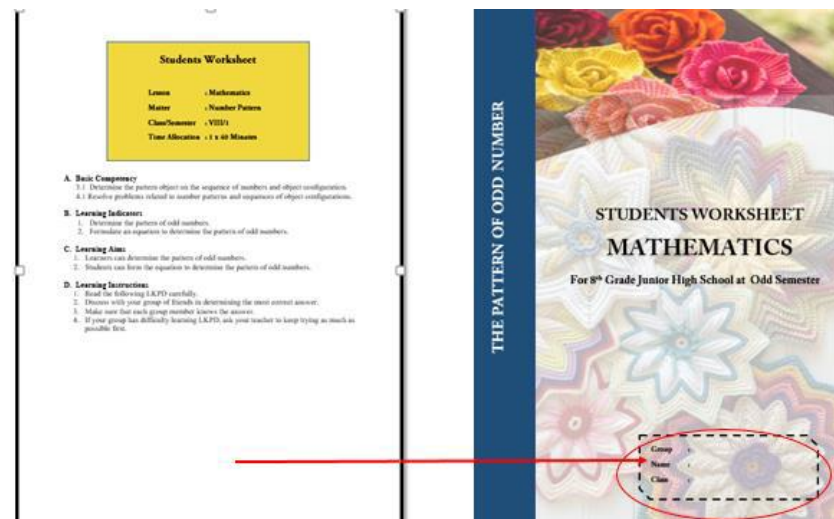 Students Worksheet
Lesson : Mathematics
Matter : Number Pattern
Class/Semester : VIII/1
Time Allocation : 1 x 40 Minutes
A. Basic Competency
3.1 Determine the pattern object on the sequence of numbers and object configuration.
4.1 Resolve problems related to number patterns and sequences of object configurations.
B. Learning Indicators
1. Determine the pattern of odd numbers.
2. Formulate an equation to determine the pattern of odd numbers.
C. Learning Aims
1. Learners can determine the pattern of odd numbers.
2. Students can form the equation to determine the pattern of odd numbers.
D. Learning Instructions
1. Read the following LKPD carefully.
2. Discuss with your group of friends in determining the most correct answer.
3. Make sure that each group member knows the answer.
4. If your group has difficulty learning LKPD, ask your teacher to keep trying as much as
possible first.
THE PATTERN OF ODD NUMBER
STUDENTS WORKSHEET
MATHEMATICS
For 8th Grade Junior High School at Odd Semester
Group :
Name :
Class :